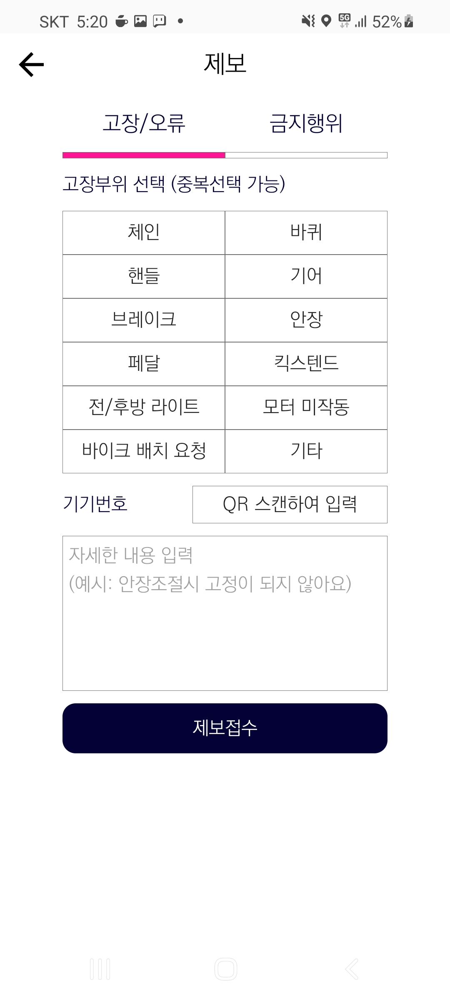 SKT 5:20 5G 52%
제보
고장/오류 금지행위
고장부위 선택 (중복선택 가능)
체인 바퀴
핸들 기어
브레이크 안장
페달 킥스텐드
전/후방 라이트 모터 미작동
바이크 배치 요청 기타
기기번호 QR 스캔하여 입력
자세한 내용 입력
(예시: 안장조절시 고정이 되지 않아요)
제보접수